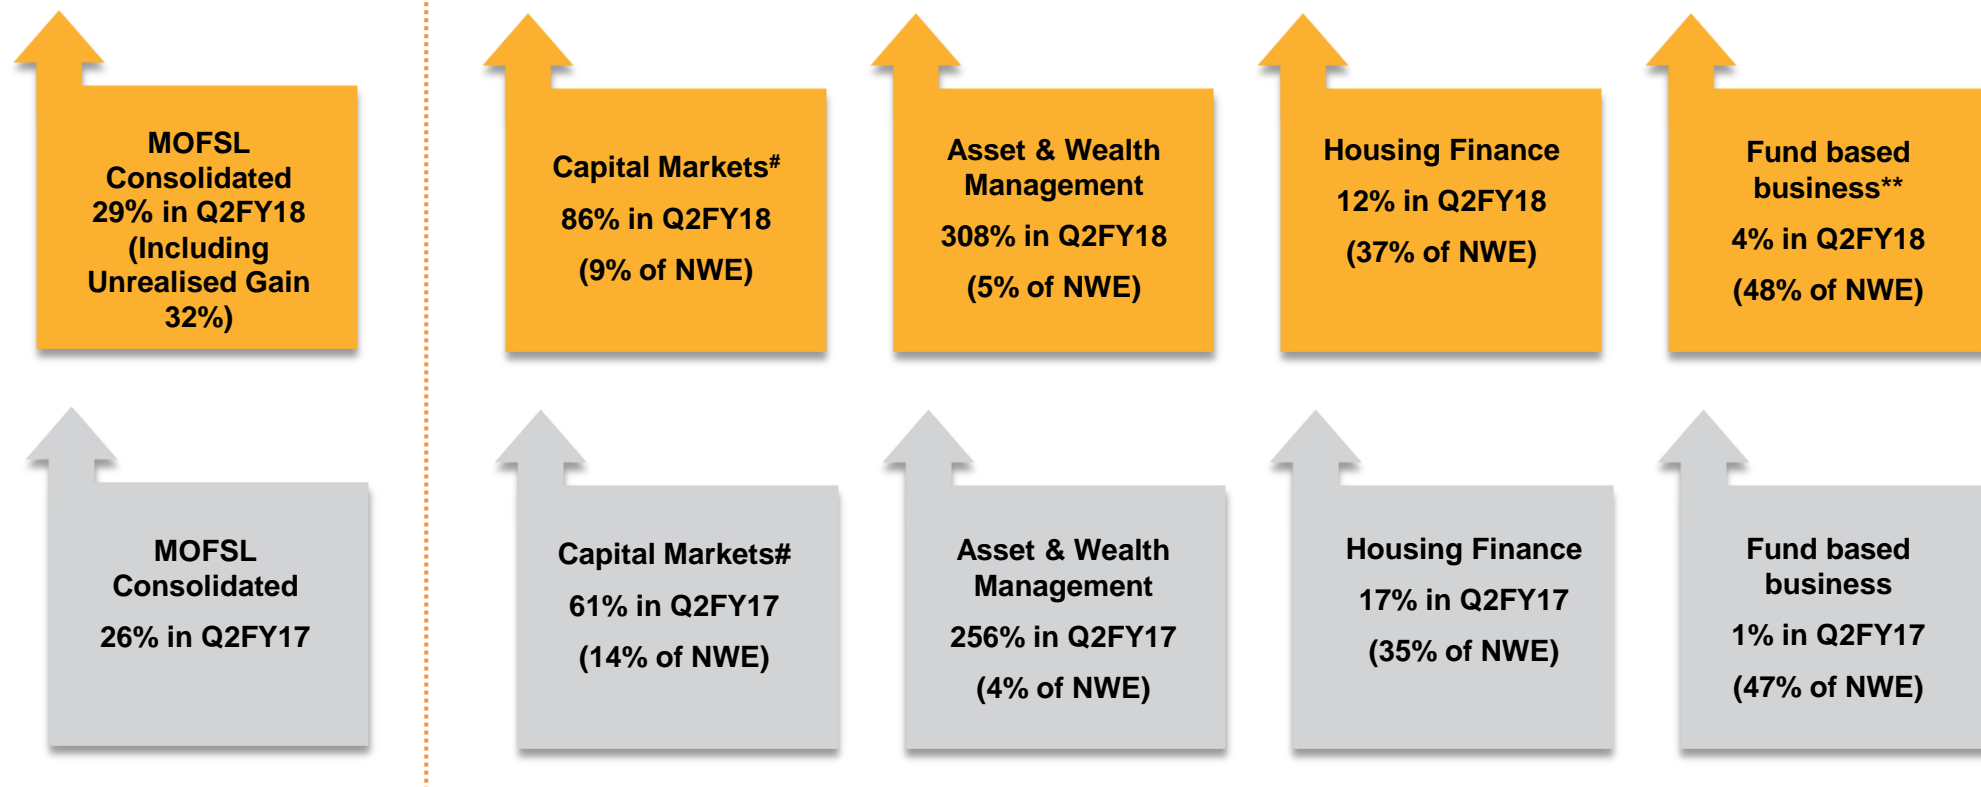 MOFSL
Consolidated
29% in Q2FY18
(Including
Unrealised Gain
32%)
Capital Markets#
86% in Q2FY18
(9% of NWE)
Asset & Wealth
Management
308% in Q2FY18
(5% of NWE)
Housing Finance
12% in Q2FY18
(37% of NWE)
Fund based
business**
4% in Q2FY18
(48% of NWE)
MOFSL
Consolidated
26% in Q2FY17
Capital Markets#
61% in Q2FY17
(14% of NWE)
Asset & Wealth
Management
256% in Q2FY17
(4% of NWE)
Housing Finance
17% in Q2FY17
(35% of NWE)
Fund based
business
1% in Q2FY17
(47% of NWE)